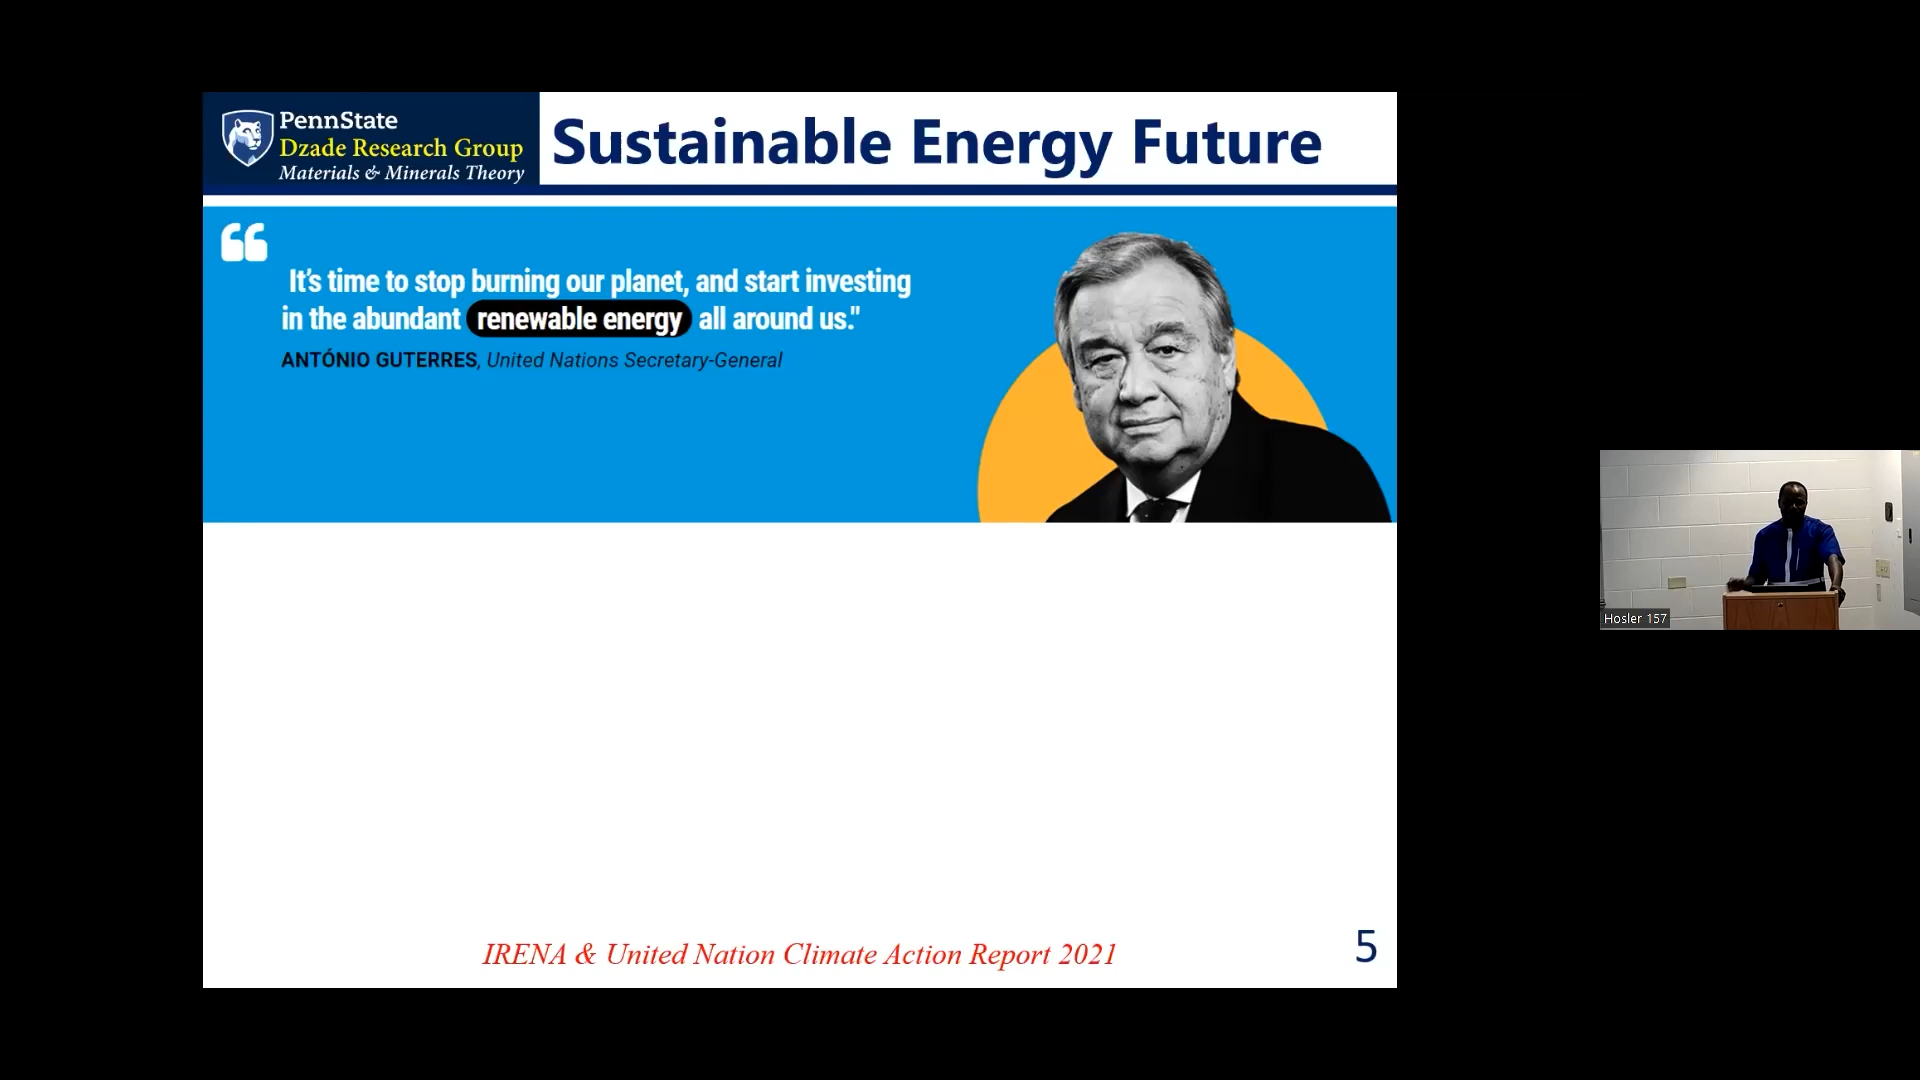 PennState
Dzade Research Group
Materials & Minerals Theory
Sustainable Energy Future
“
It's time to stop burning our planet, and start investing
in the abundant renewable energy all around us."
ANTÓNIO GUTERRES, United Nations Secretary-General
IRENA & United Nation Climate Action Report 2021
5
Hosler 157